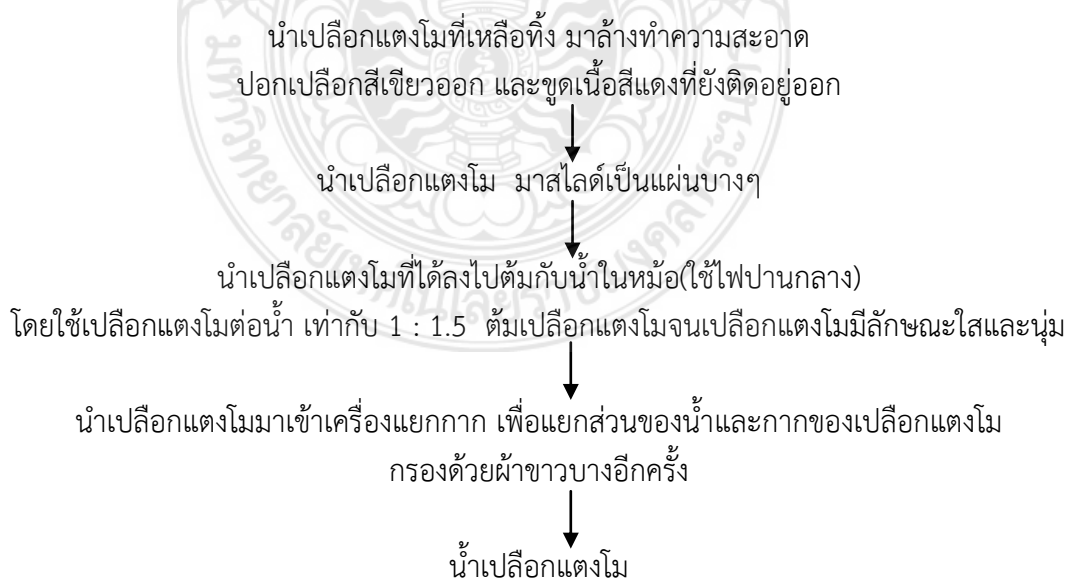 นำเปลือกแตงโมที่เหลือทิ้ง มาล้างทำความสะอาด
ปอกเปลือกสีเขียวออก และขูดเนื้อสีแดงที่ยังติดอยู่ออก
นำเปลือกแตงโม มาสไลด์เป็นแผ่นบางๆ
นำเปลือกแตงโมที่ได้ลงไปต้มกับน้ำในหม้อ(ใช้ไฟปานกลาง)
โดยใช้เปลือกแตงโมต่อน้ำ เท่ากับ 1 : 1.5 ต้มเปลือกแตงโมจนเปลือกแตงโมมีลักษณะใสและนุ่ม
นำเปลือกแตงโมมาเข้าเครื่องแยกกาก เพื่อแยกส่วนของน้ำและกากของเปลือกแตงโม
กรองด้วยผ้าขาวบางอีกครั้ง
น้ำเปลือกแตงโม